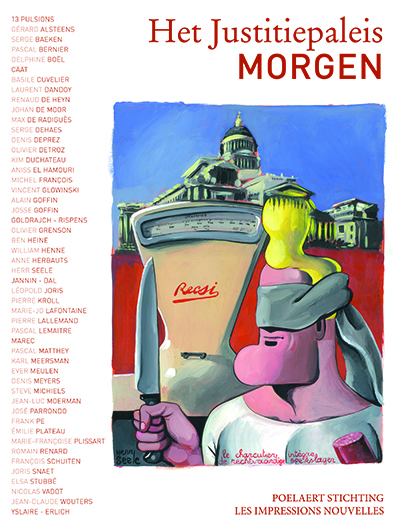 Het Justitiepaleis
MORGEN
13 PULSIONS
GÉRARD ALSTEENS
SERGE BAEKEN
PASCAL BERNIER
DELPHINE BOËL
CAAT
BASILE CUVELIER
LAURENT DANDOY
RENAUD DE HEYN
JOHAN DE MOOR
MAX DE RADIGUÈS
SERGE DEHAES
DENIS DEPREZ
OLIVIER DETROZ
KIM DUCHATEAU
ANISS EL HAMOURI
MICHEL FRANÇOIS
VINCENT GLOWINSKI
ALAIN GOFFIN
JOSSE GOFFIN
GOLDRAJCH - RISPENS
OLIVIER GRENSON
BEN HEINE
WILLIAM HENNE
ANNE HERBAUTS
HERR SEELE
JANNIN - DAL
LÉOPOLD JORIS
PIERRE KROLL
MARIE-JO LAFONTAINE
PIERRE LALLEMAND
PASCAL LEMAITRE
MAREC
PASCAL MATTHEY
KARL MEERSMAN
EVER MEULEN
DENIS MEYERS
STEVE MICHIELS
JEAN-LUC MOERMAN
JOSÉ PARRONDO
FRANK PE
ÉMILIE PLATEAU
MARIE-FRANÇOISE PLISSART
ROMAIN RENARD
FRANÇOIS SCHUITEN
JORIS SNAET
ELSA STUBBÉ
NICOLAS VADOT
JEAN-CLAUDE WOUTERS
YSLAIRE - ERLICH
Reasi
Herr
Seele
le charcutier intègre
de rechtvaardige spekslager
POELAERT STICHTING
LES IMPRESSIONS NOUVELLES